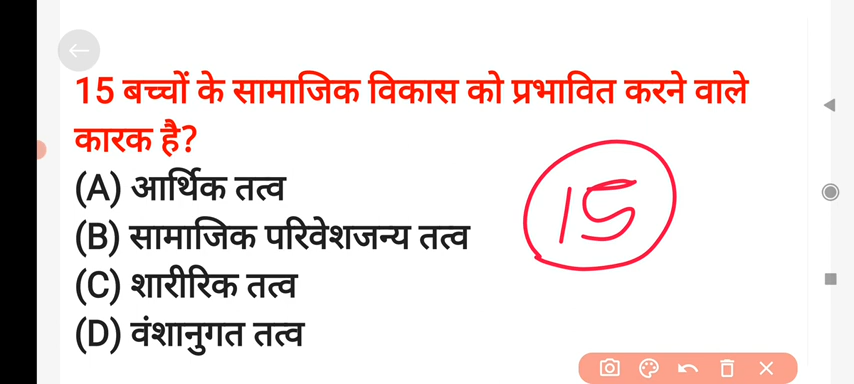 15 बच्चों के सामाजिक विकास को प्रभावित करने वाले
कारक है?
(A) आर्थिक तत्व
(B) सामाजिक परिवेशजन्य तत्व
15
(C) शारीरिक तत्व
(D) वंशानुगत तत्व